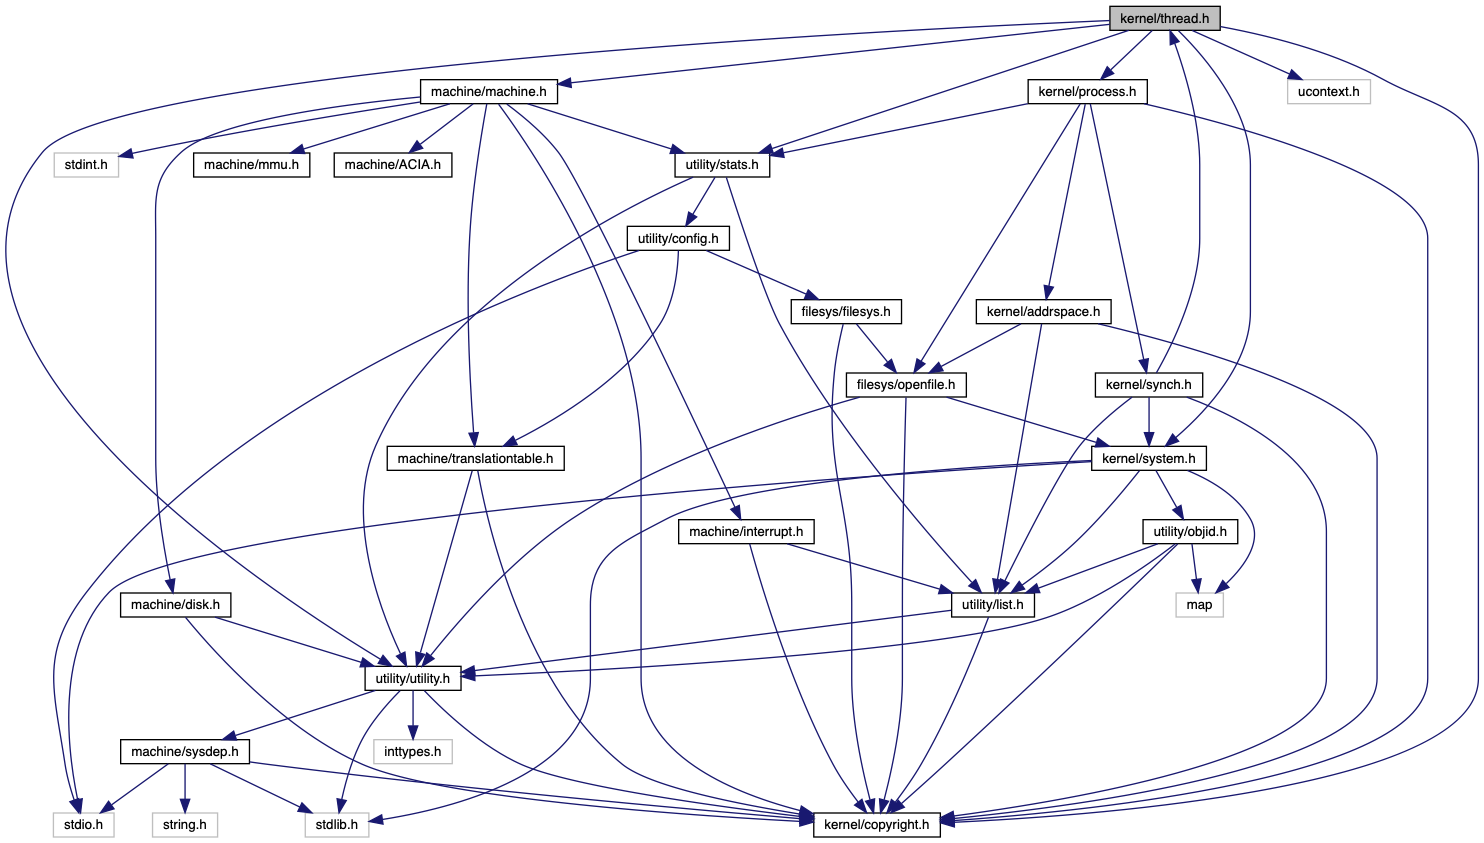 kernel/thread.h
machine/machine.h
kernel/process.h
ucontext.h
stdint.h
machine/mmu.h
machine/ACIA.h
utility/stats.h
utility/config.h
filesys/filesys.h
kernel/addrspace.h
filesys/openfile.h
kernel/synch.h
machine/translationtable.h
kernel/system.h
machine/interrupt.h
utility/objid.h
machine/disk.h
utility/list.h
map
utility/utility.h
machine/sysdep.h
inttypes.h
stdio.h
string.h
stdlib.h
kernel/copyright.h